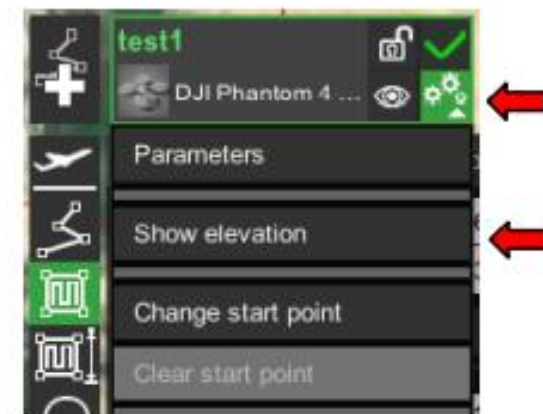 test1
DJI Phantom 4 ...
Parameters
Show elevation
Change start point
Clear start point